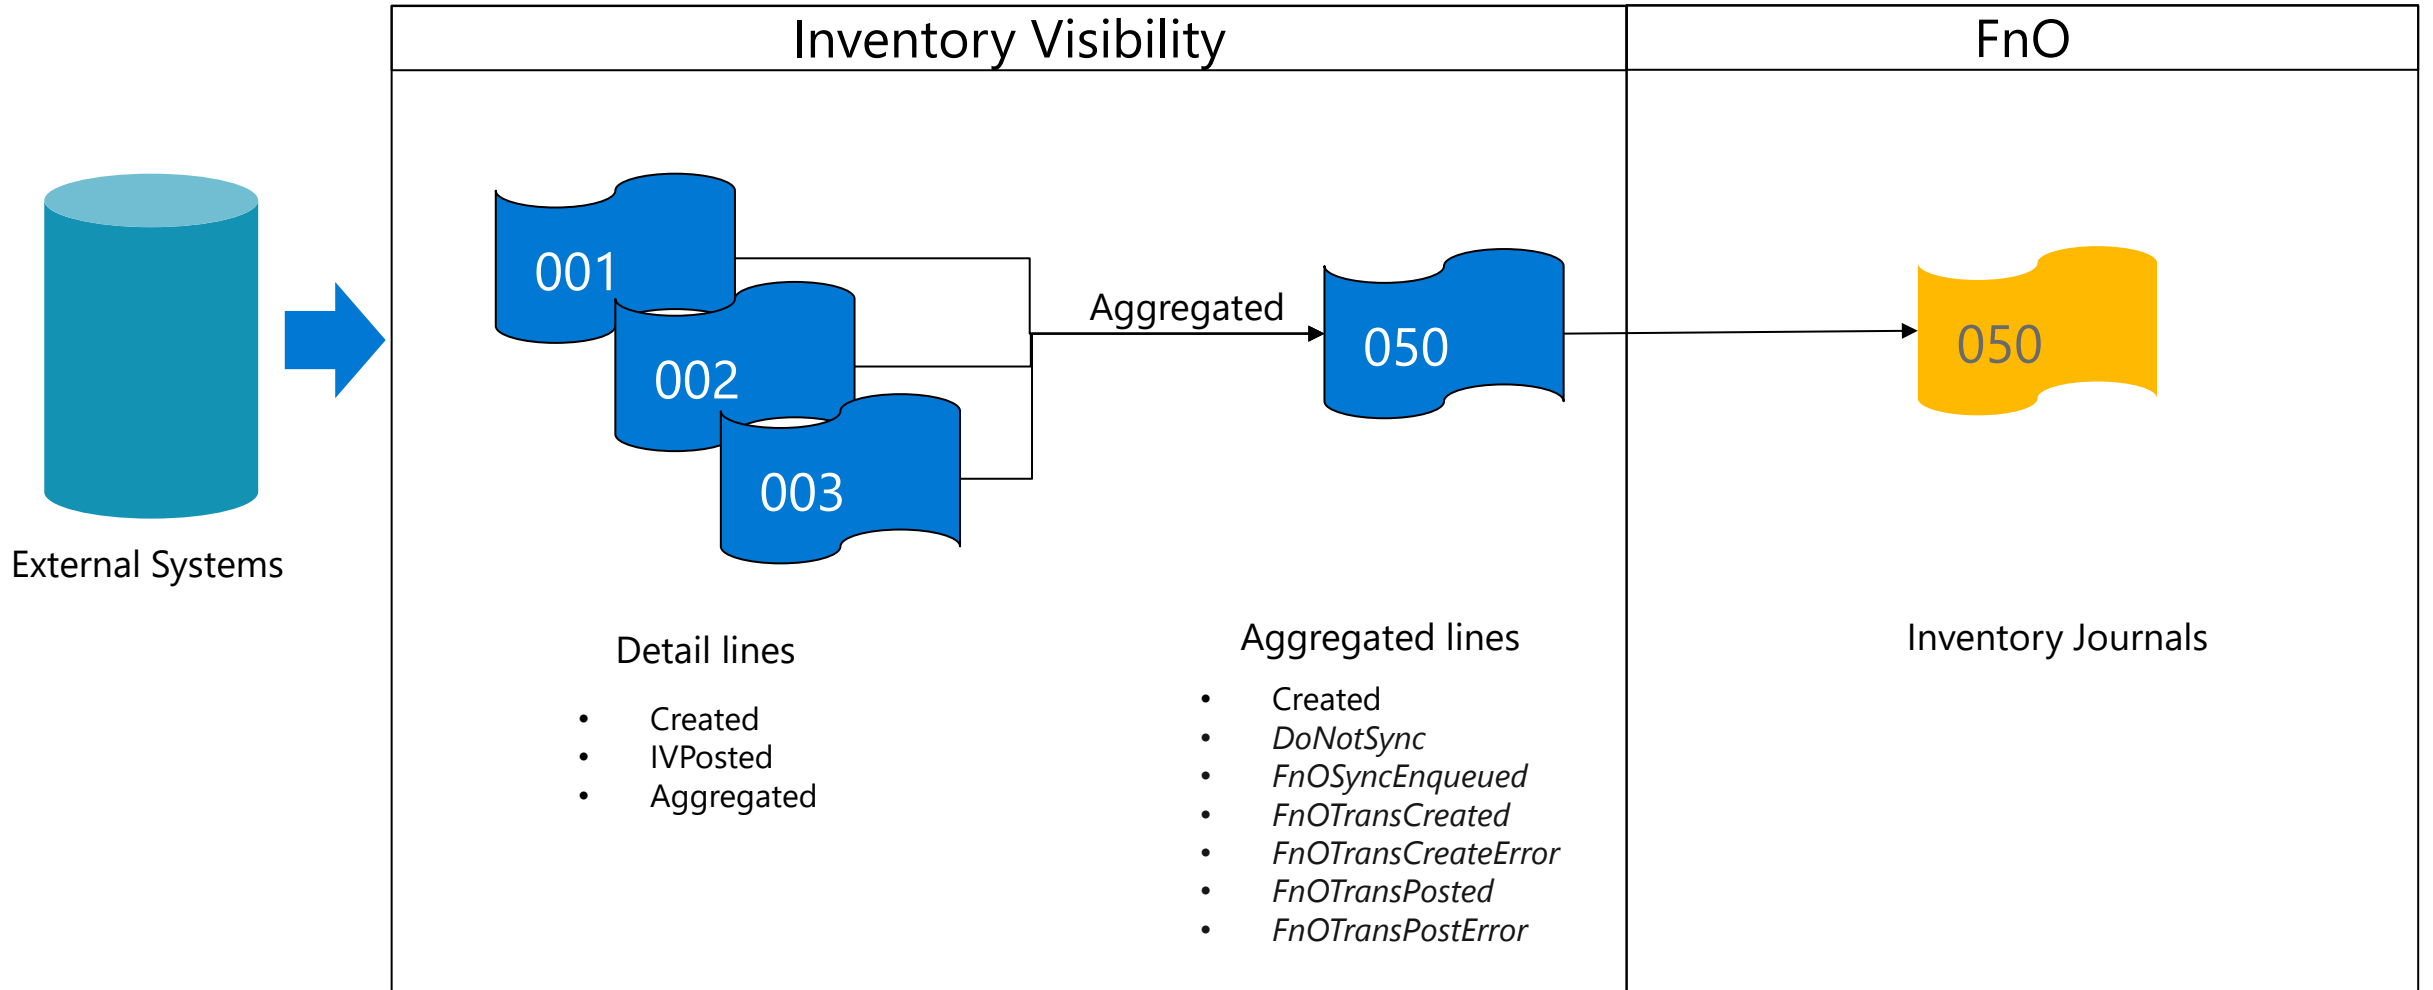 Inventory Visibility
FnO
External Systems
001
002
003
Aggregated
050
050
Detail lines
• Created
• IVPosted
• Aggregated
Aggregated lines
• Created
• DoNotSync
• FnOSyncEnqueued
• FnOTransCreated
• FnOTransCreateError
• FnOTransPosted
• FnOTransPostError
Inventory Journals